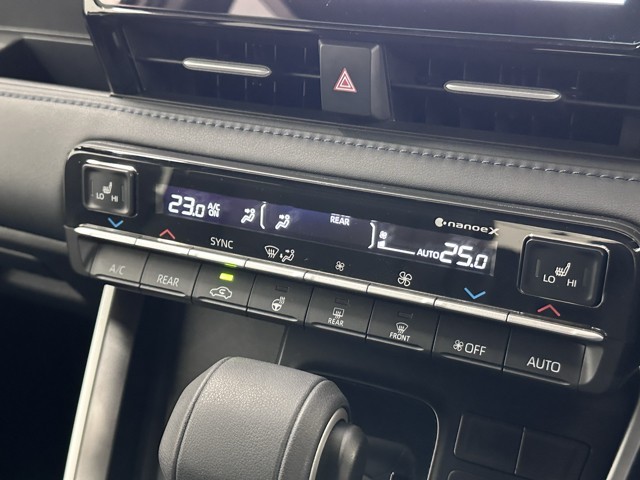 23.0 A/C ON REAR AUTO 25.0
nanoeX
LO HI
LO HI
SYNC
A/C REAR REAR FRONT OFF AUTO